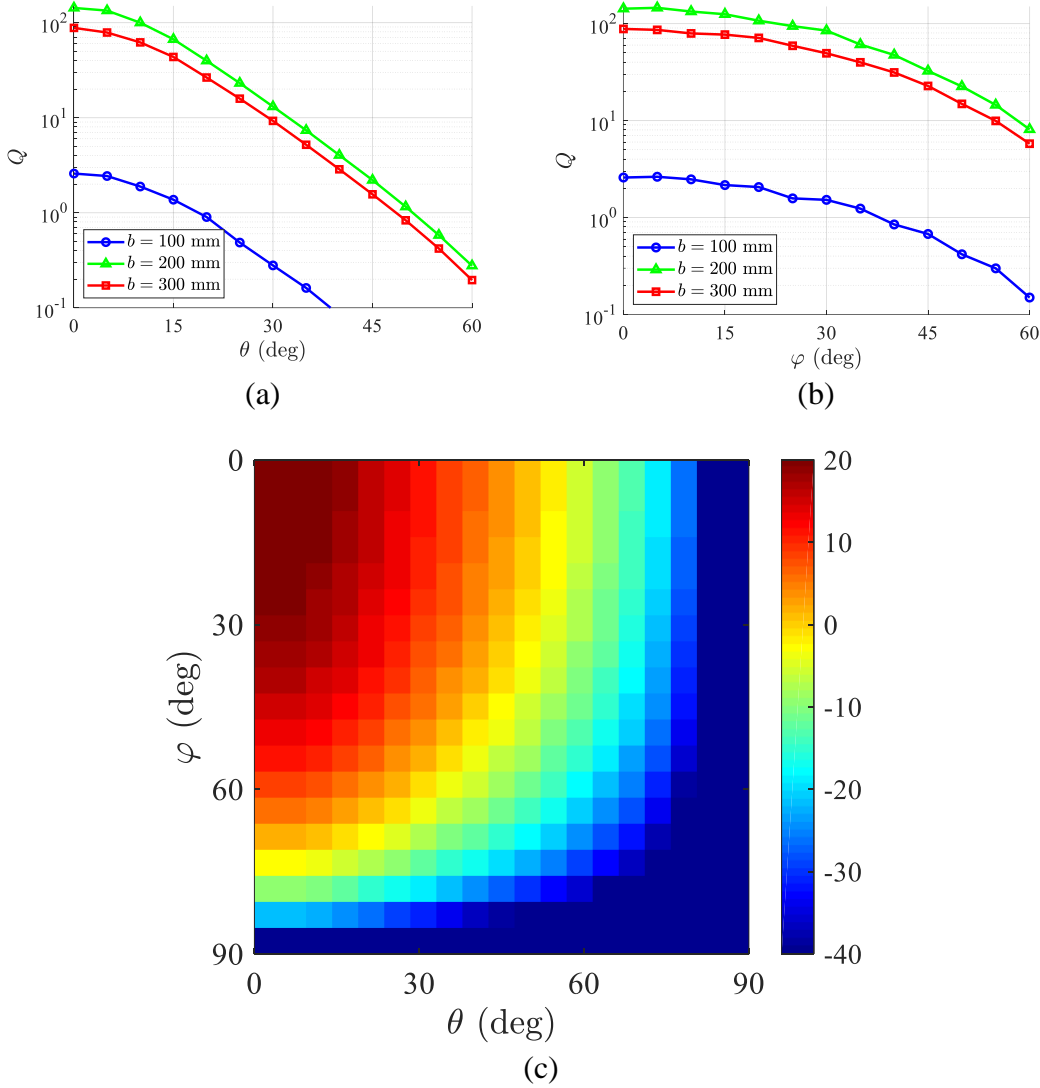 10^2
10^1
10^0
10^-1
Q
b = 100 mm
b = 200 mm
b = 300 mm
0 15 30 45 60
θ (deg)
(a)
10^2
10^1
10^0
10^-1
Q
b = 100 mm
b = 200 mm
b = 300 mm
0 15 30 45 60
φ (deg)
(b)
0
30
60
90
φ (deg)
0 30 60 90
θ (deg)
20
10
0
-10
-20
-30
-40
(c)